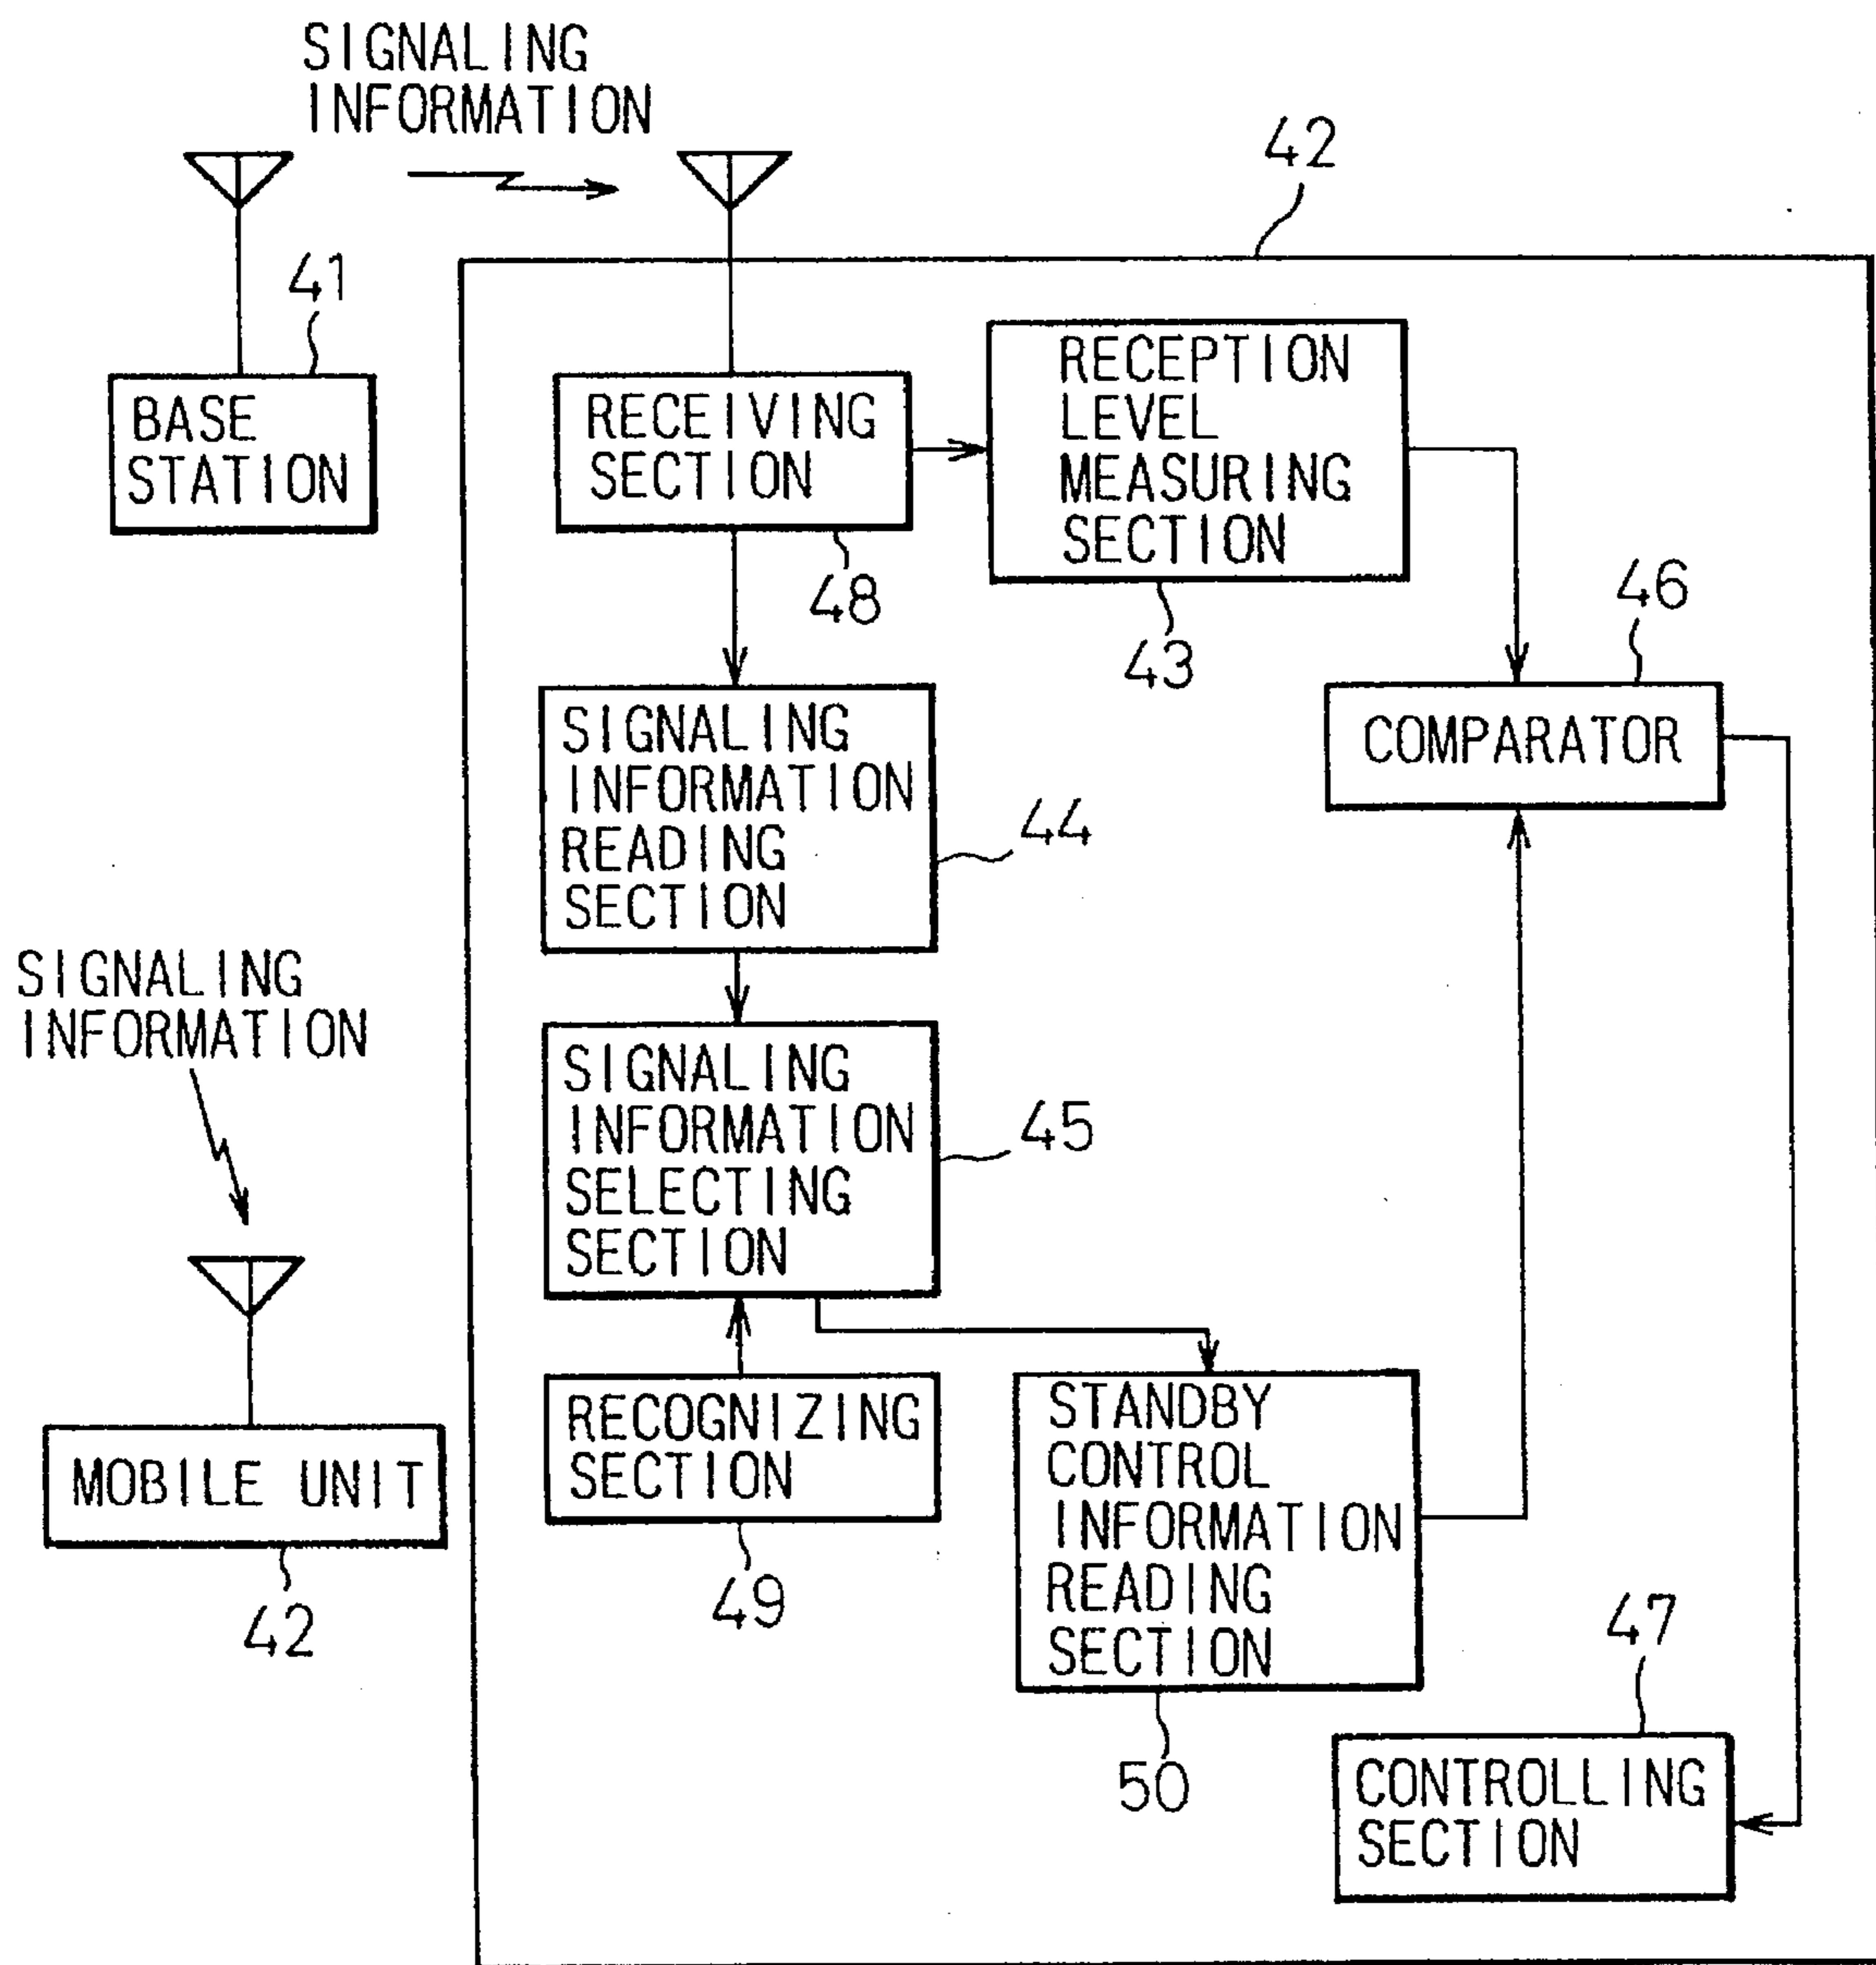 SIGNALING
INFORMATION
42
41
BASE
STATION
RECEIVING
SECTION
48
RECEPTION
LEVEL
MEASURING
SECTION
43
46
COMPARATOR
SIGNALING
INFORMATION
READING
SECTION
44
SIGNALING
INFORMATION
SIGNALING
INFORMATION
SELECTING
SECTION
45
RECOGNIZING
SECTION
49
STANDBY
CONTROL
INFORMATION
READING
SECTION
50
MOBILE UNIT
42
47
CONTROLLING
SECTION